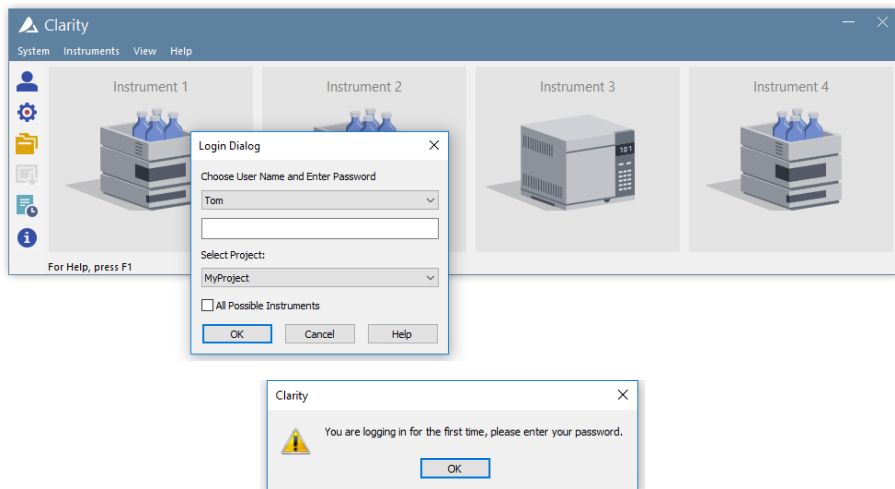 Clarity
System Instruments View Help
Instrument 1 Instrument 2 Instrument 3 Instrument 4
Login Dialog
Choose User Name and Enter Password
Tom
Select Project:
MyProject
All Possible Instruments
OK Cancel Help
For Help, press F1
Clarity
You are logging in for the first time, please enter your password.
OK